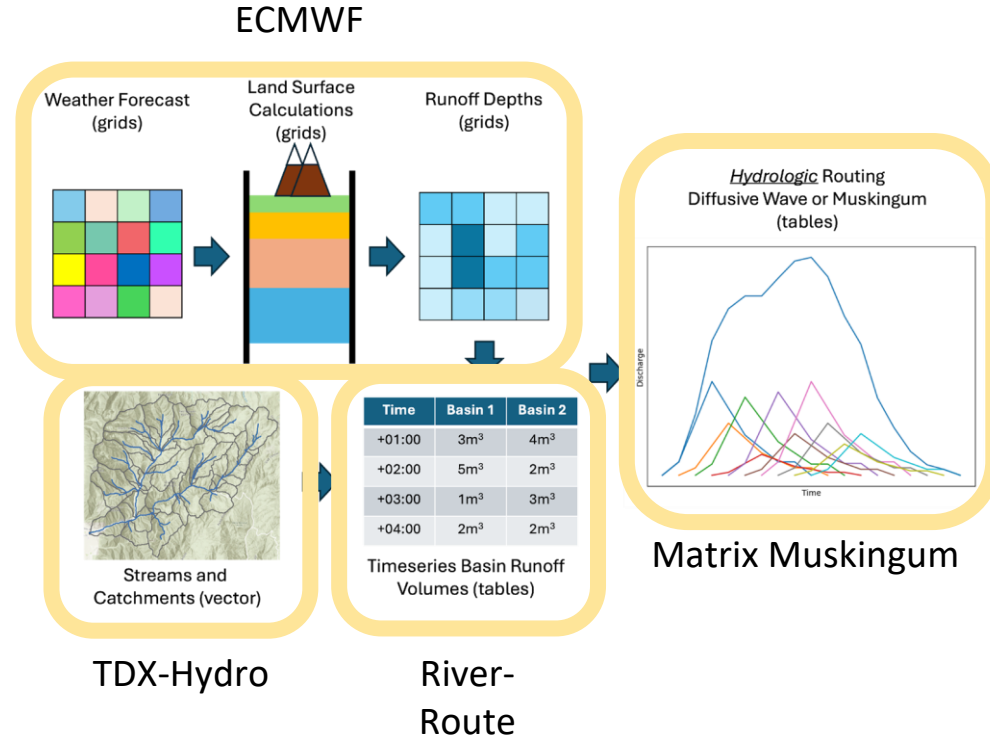 ECMWF
Weather Forecast
(grids)
Land Surface
Calculations
(grids)
Runoff Depths
(grids)
Hydrologic Routing
Diffusive Wave or Muskingum
(tables)
Discharge
Time
Time Basin 1 Basin 2
+01:00 3m³ 4m³
+02:00 5m³ 2m³
+03:00 1m³ 3m³
+04:00 2m³ 2m³
Streams and
Catchments (vector)
Timeseries Basin Runoff
Volumes (tables)
Matrix Muskingum
TDX-Hydro
River-
Route